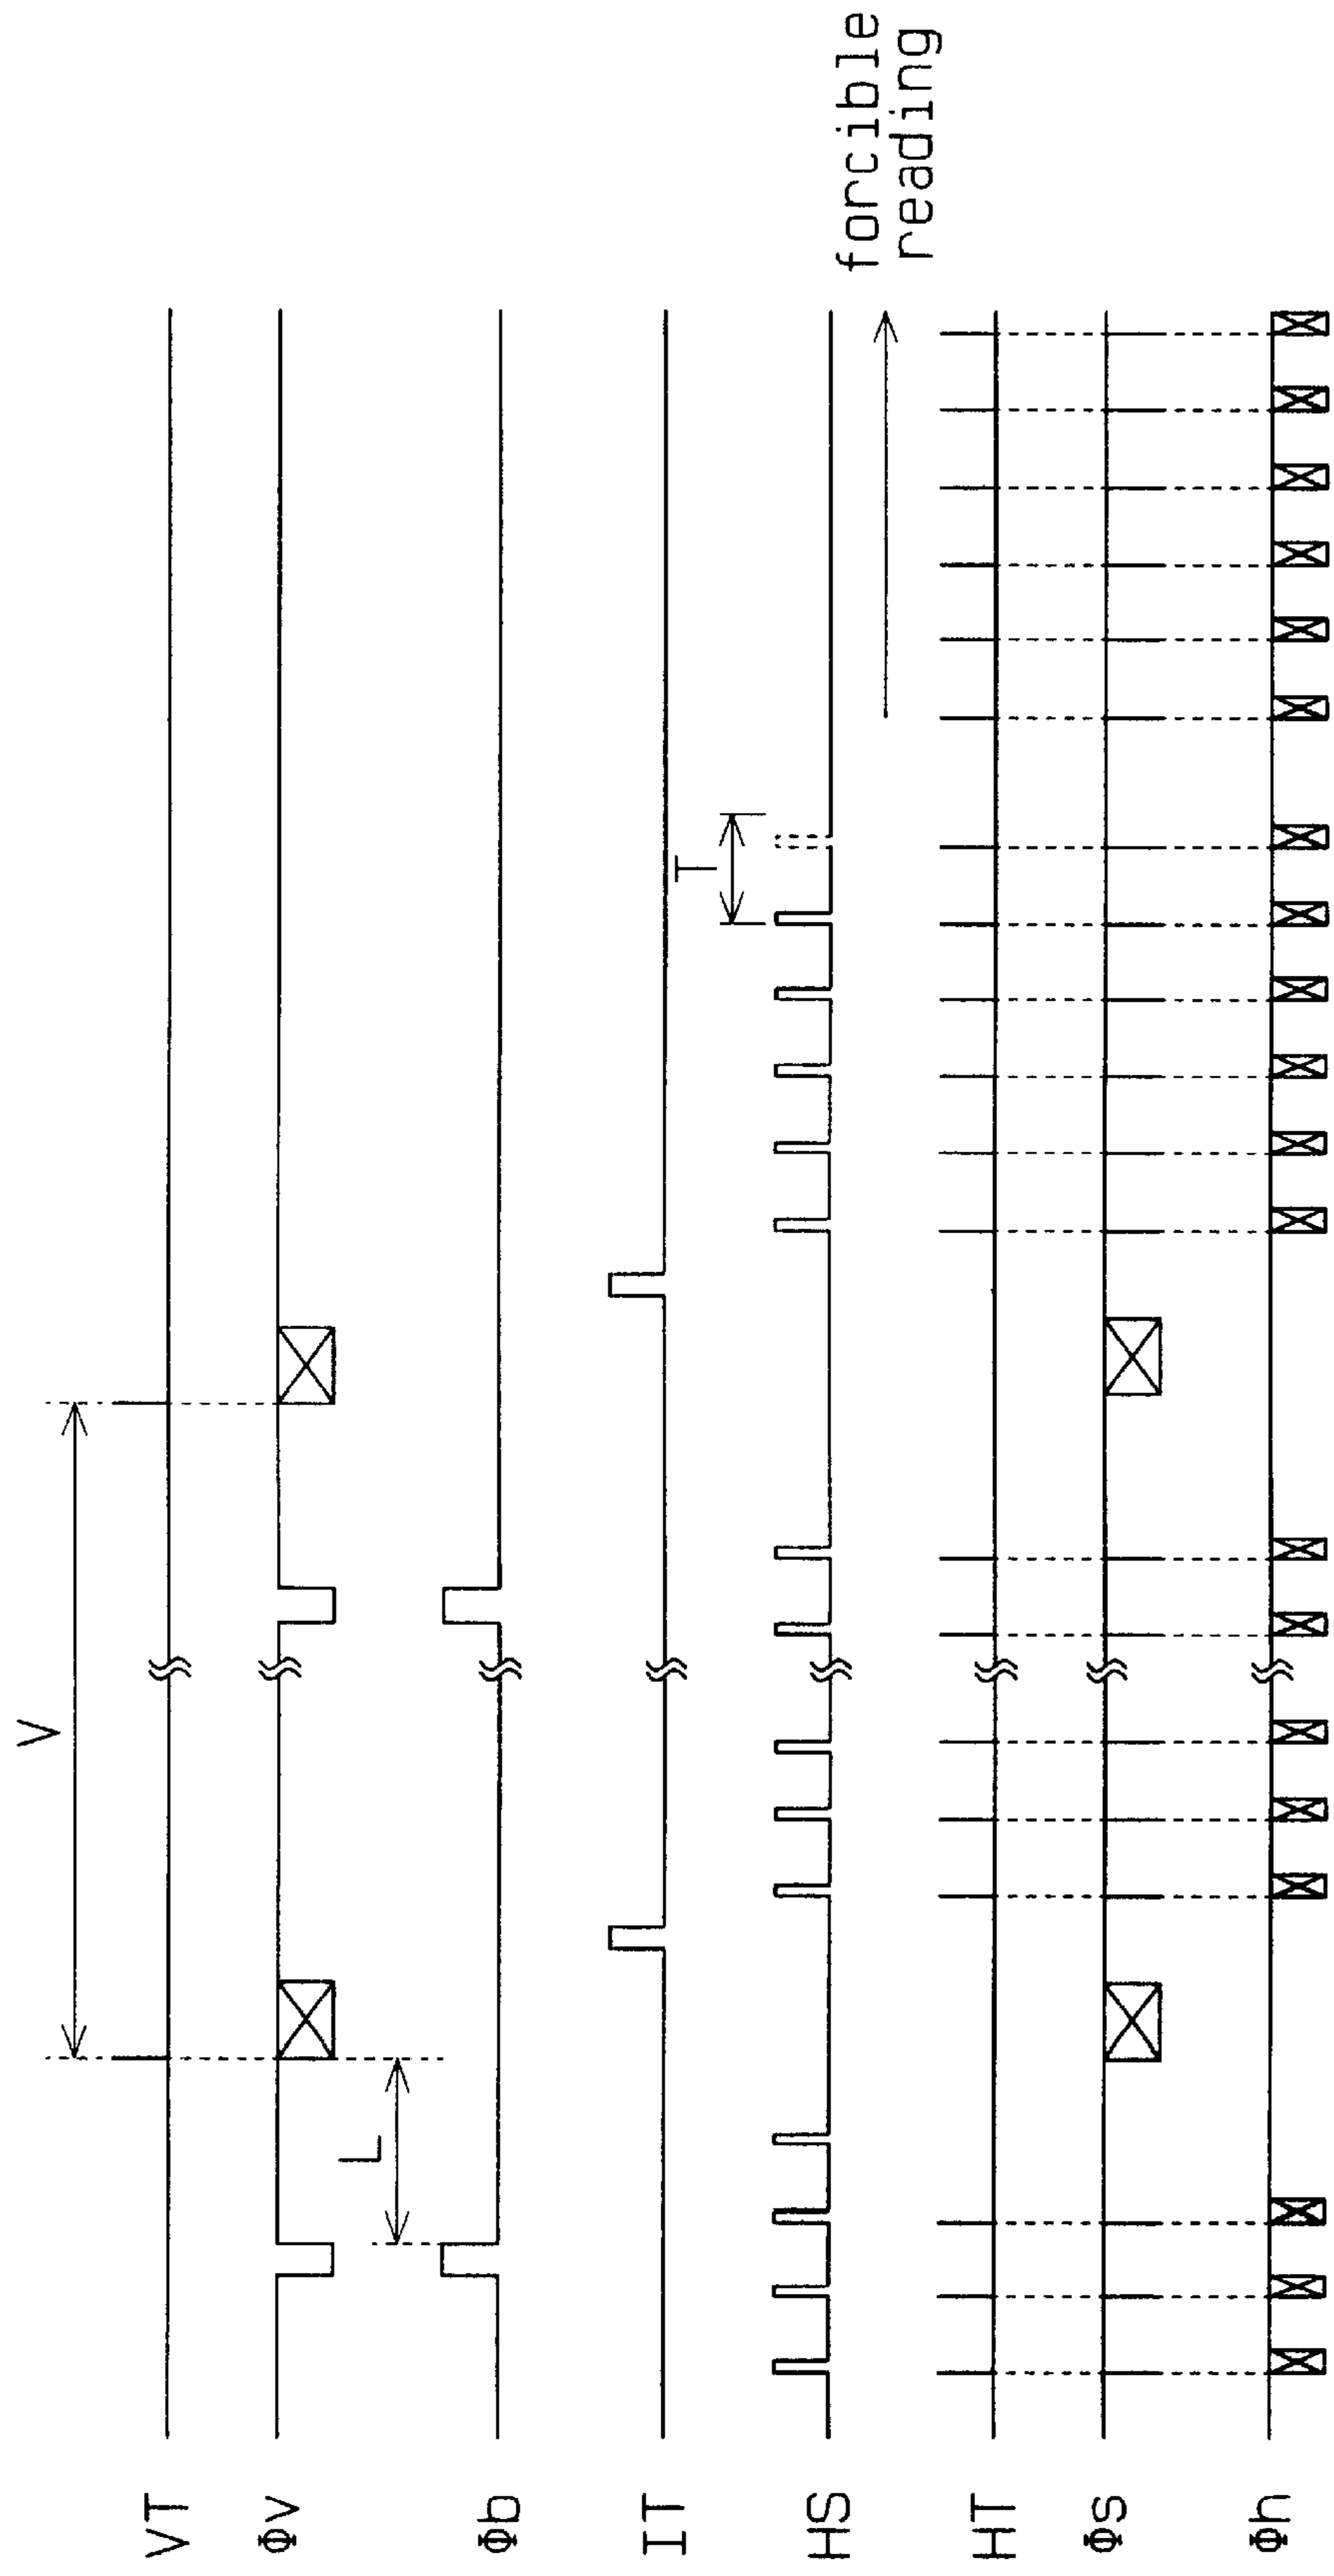 V
VT
Φv
L
Φb
IT
T
HS
forcible
reading
HT
Φs
Φh